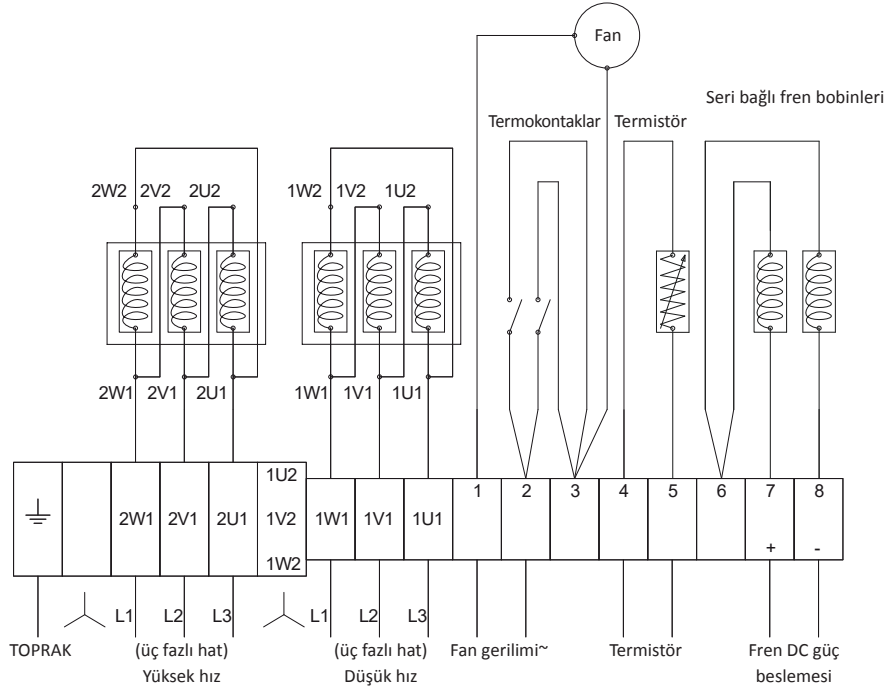 Fan
Seri bağlı fren bobinleri
Termokontaklar Termistör
2W2 2V2 2U2 1W2 1V2 1U2
2W1 2V1 2U1 1W1 1V1 1U1
1U2 1 2 3 4 5 6 7 8
2W1 2V1 2U1 1V2 1W1 1V1 1U1
1W2 + -
L1 L2 L3 L1 L2 L3
TOPRAK (üç fazlı hat) (üç fazlı hat) Fan gerilimi~ Termistör Fren DC güç
Yüksek hız Düşük hız beslemesi